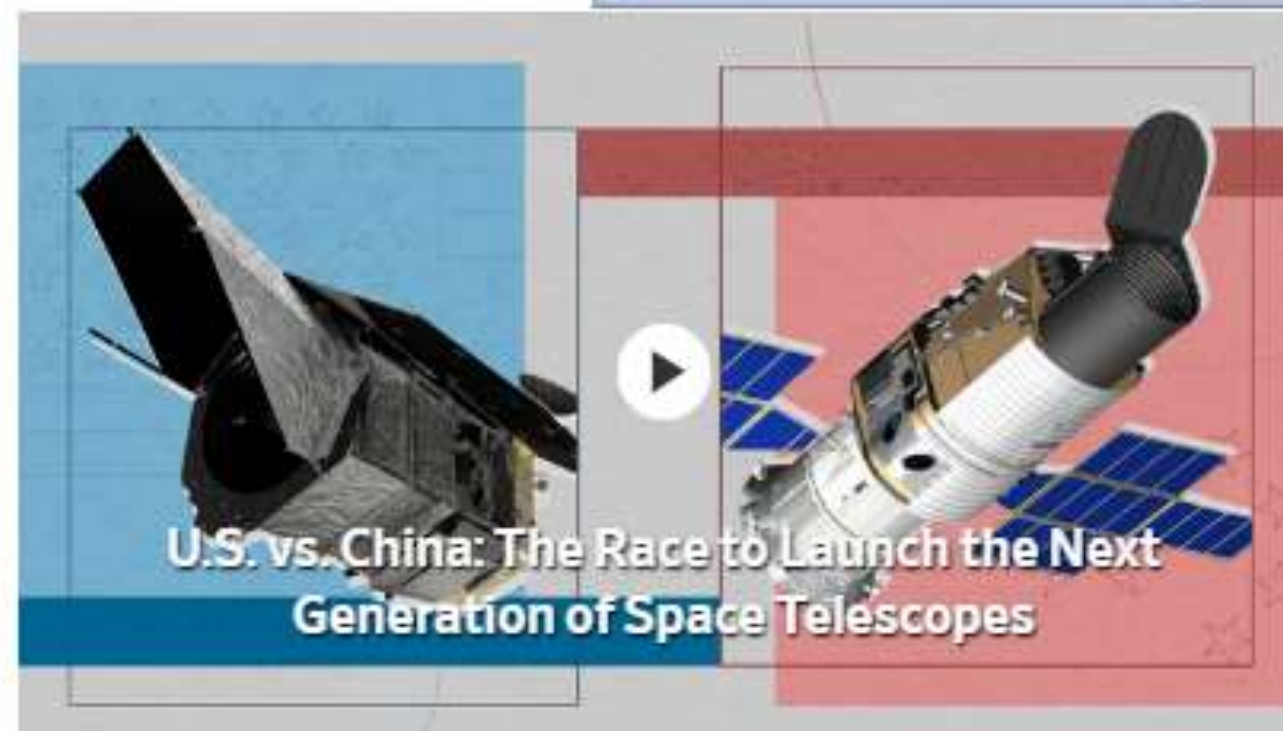 U.S. vs. China: The Race to Launch the Next
Generation of Space Telescopes